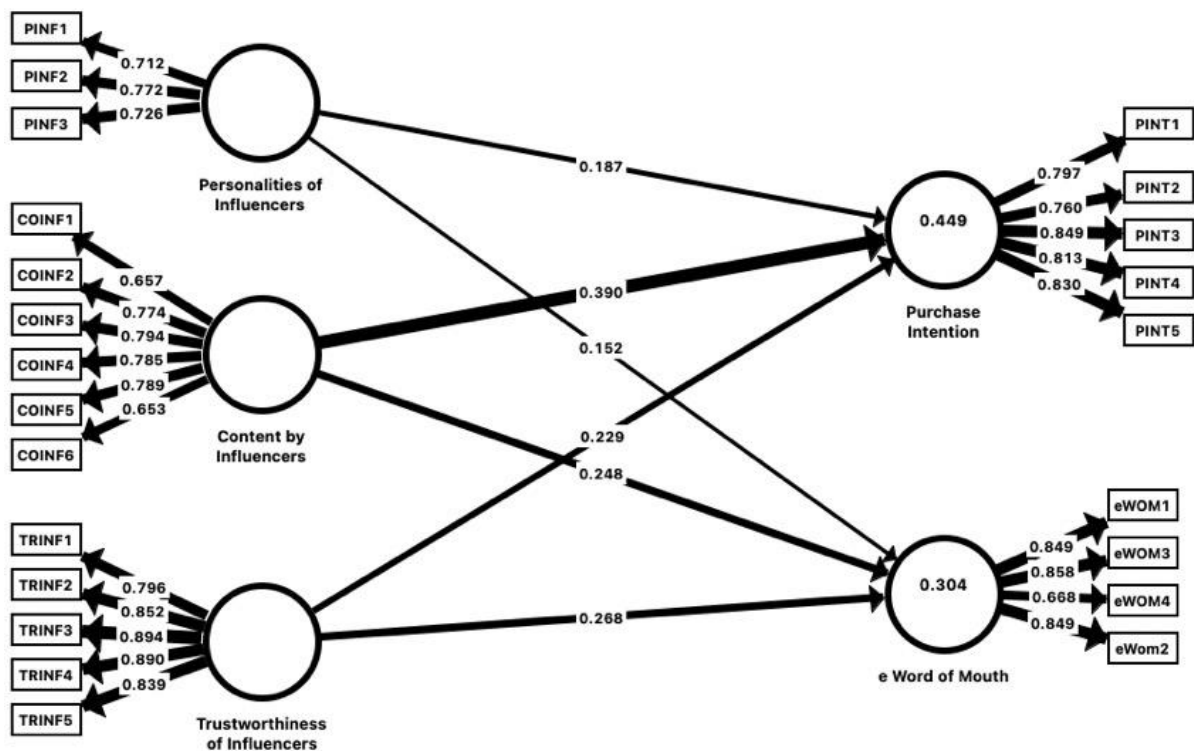 PINF1
PINF2
PINF3
0.712
0.772
0.726
Personalities of
Influencers
COINF1
COINF2
COINF3
COINF4
COINF5
COINF6
0.657
0.774
0.794
0.785
0.789
0.653
Content by
Influencers
TRINF1
TRINF2
TRINF3
TRINF4
TRINF5
0.796
0.852
0.894
0.890
0.839
Trustworthiness
of Influencers
0.187
0.390
0.152
0.229
0.248
0.268
0.449
Purchase
Intention
0.797
0.760
0.849
0.813
0.830
PINT1
PINT2
PINT3
PINT4
PINT5
0.304
e Word of Mouth
0.849
0.858
0.668
0.849
eWOM1
eWOM3
eWOM4
eWom2